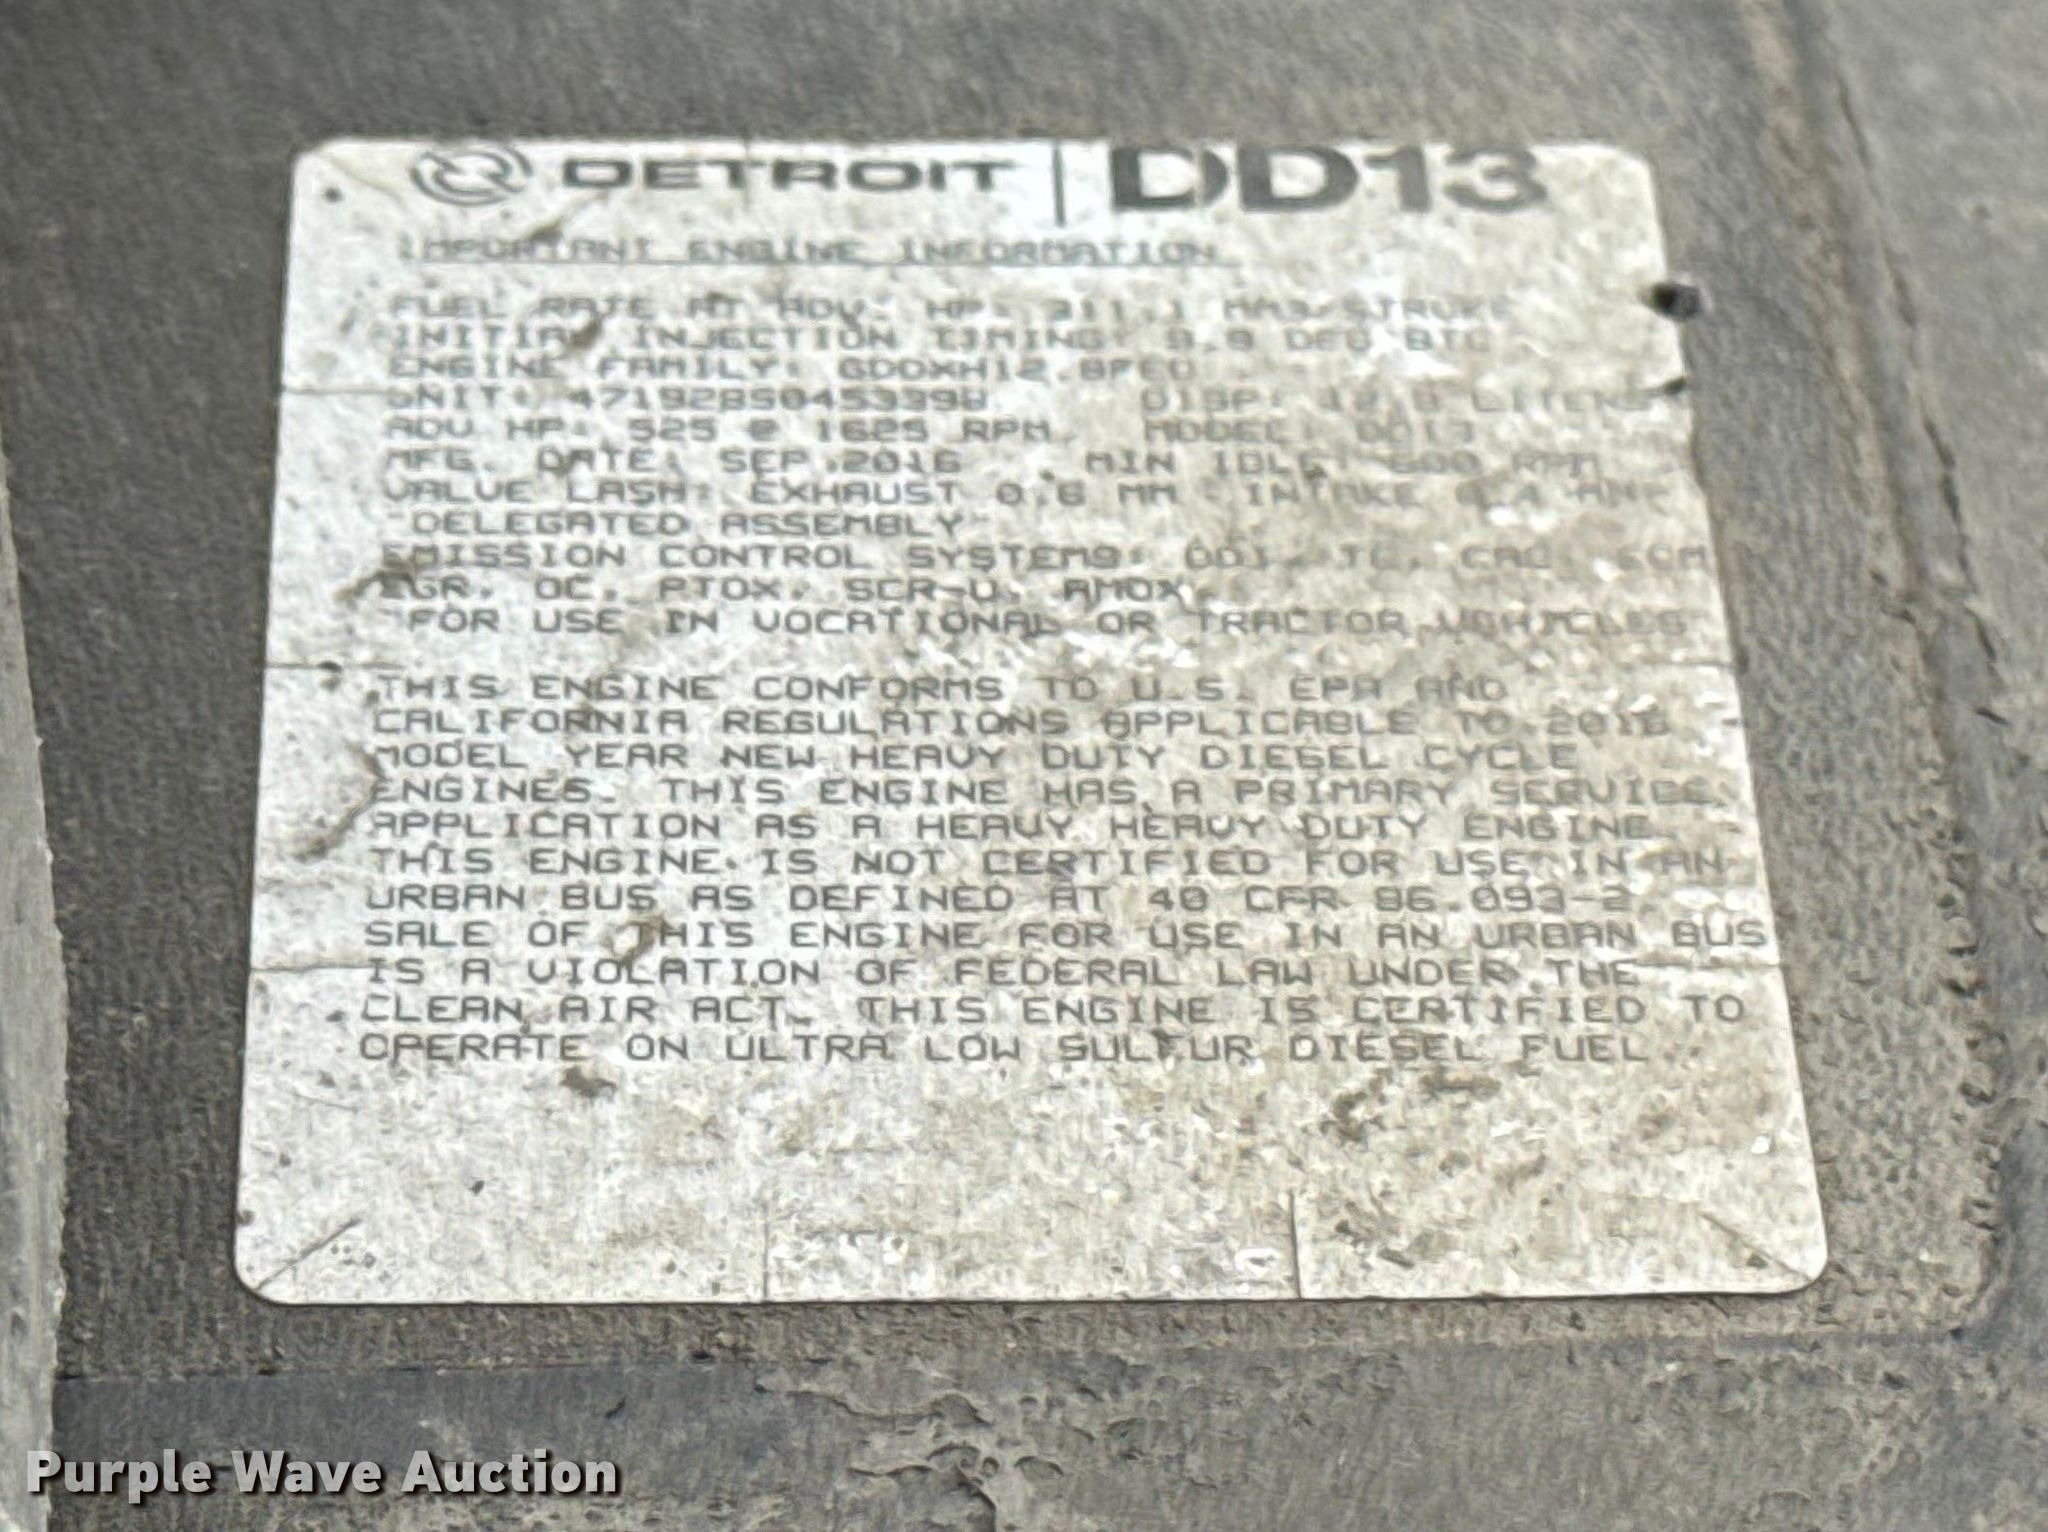 DETROIT | DD13
IMPORTANT ENGINE INFORMATION
FUEL RATE AT ADV. HP: 311.1 MM3/STROKE
INITIAL INJECTION TIMING: DEG BTC
ENGINE FAMILY:
UNIT: DISP: 12.8 LITERS
ADV HP: 525 @ 1625 RPM MODEL: DD13
MFG. DATE: SEP 2016 MIN IDLE: RPM
VALVE LASH: EXHAUST 0.6 MM INTAKE 0.4 MM
DELEGATED ASSEMBLY
EMISSION CONTROL SYSTEMS: DDI, TC, CAC, ECM
EGR, OC, PTOX, SCR-U, AMOX,
FOR USE IN VOCATIONAL OR TRACTOR VEHICLES
THIS ENGINE CONFORMS TO U.S. EPA AND
CALIFORNIA REGULATIONS APPLICABLE TO 2016
MODEL YEAR NEW HEAVY DUTY DIESEL CYCLE
ENGINES. THIS ENGINE HAS A PRIMARY SERVICE
APPLICATION AS A HEAVY HEAVY DUTY ENGINE
THIS ENGINE IS NOT CERTIFIED FOR USE IN AN
URBAN BUS AS DEFINED AT 40 CFR 86.093-2
SALE OF THIS ENGINE FOR USE IN AN URBAN BUS
IS A VIOLATION OF FEDERAL LAW UNDER THE
CLEAN AIR ACT. THIS ENGINE IS CERTIFIED TO
OPERATE ON ULTRA LOW SULFUR DIESEL FUEL
Purple Wave Auction